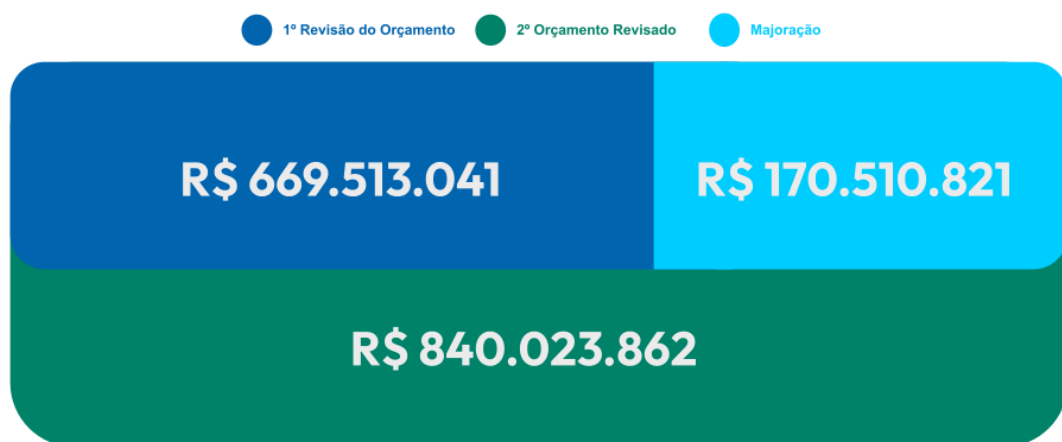 1º Revisão do Orçamento 2º Orçamento Revisado Majoração
R$ 669.513.041 R$ 170.510.821
R$ 840.023.862